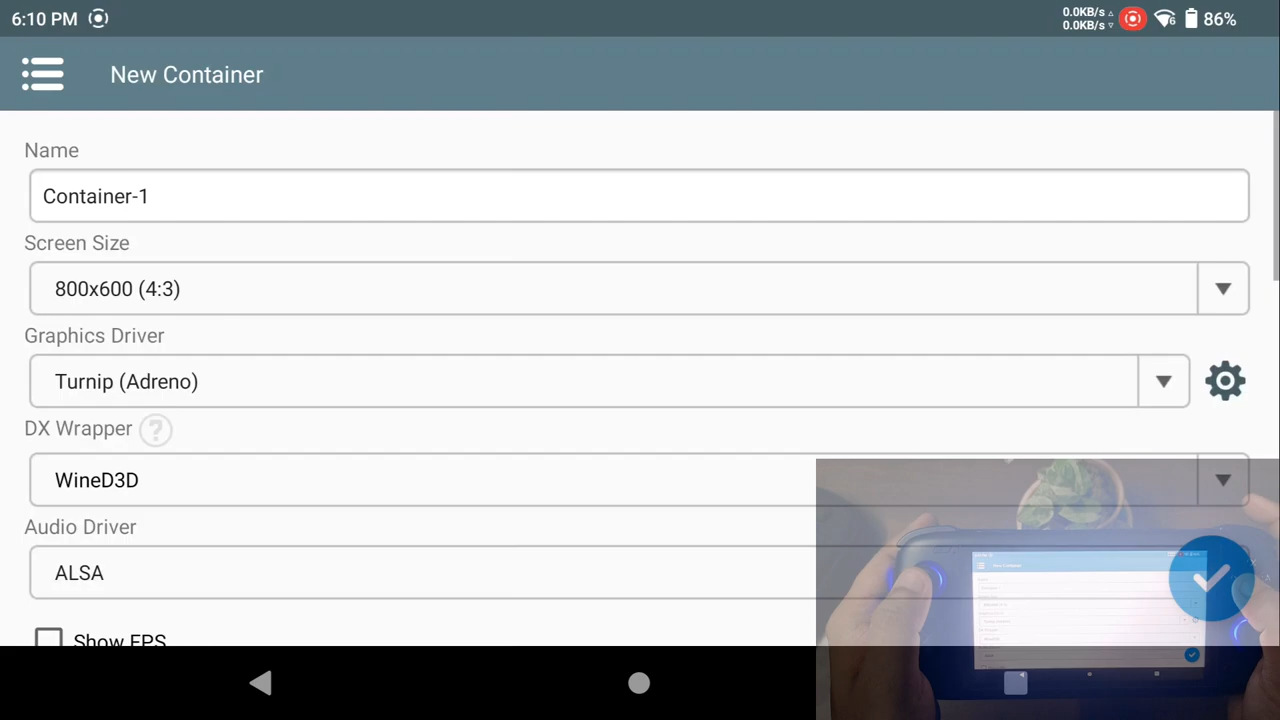 6:10 PM
0.0KB/s
0.0KB/s
6
86%
New Container
Name
Container-1
Screen Size
800x600 (4:3)
Graphics Driver
Turnip (Adreno)
DX Wrapper ?
WineD3D
Audio Driver
ALSA
Show FPS